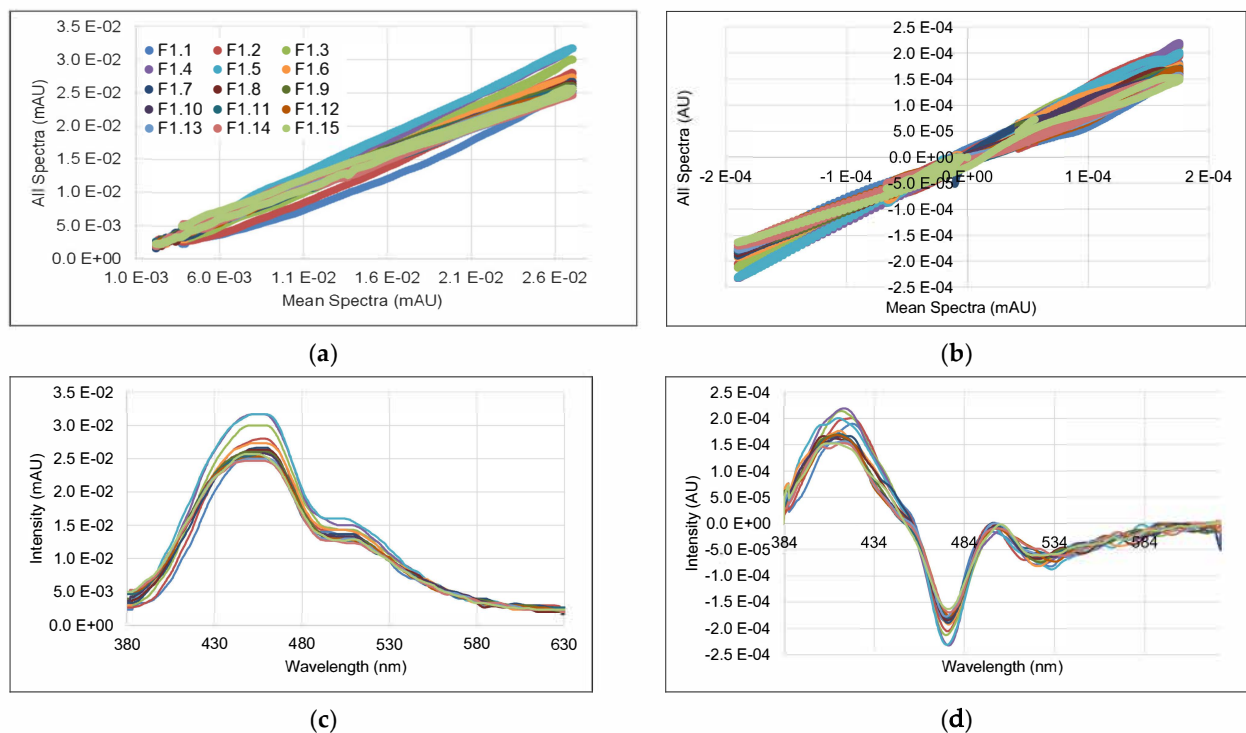 3.5 E-02
3.0 E-02
2.5 E-02
2.0 E-02
1.5 E-02
1.0 E-02
5.0 E-03
0.0 E+00
All Spectra (mAU)
F1.1 F1.2 F1.3
F1.4 F1.5 F1.6
F1.7 F1.8 F1.9
F1.10 F1.11 F1.12
F1.13 F1.14 F1.15
1.0 E-03 6.0 E-03 1.1 E-02 1.6 E-02 2.1 E-02 2.6 E-02
Mean Spectra (mAU)
(a)
2.5 E-04
2.0 E-04
1.5 E-04
1.0 E-04
5.0 E-05
0.0 E+00
-5.0 E-05
-1.0 E-04
-1.5 E-04
-2.0 E-04
-2.5 E-04
All Spectra (AU)
-2 E-04 -1 E-04 0 E+00 1 E-04 2 E-04
Mean Spectra (mAU)
(b)
3.5 E-02
3.0 E-02
2.5 E-02
2.0 E-02
1.5 E-02
1.0 E-02
5.0 E-03
0.0 E+00
Intensity (mAU)
380 430 480 530 580 630
Wavelength (nm)
(c)
2.5 E-04
2.0 E-04
1.5 E-04
1.0 E-04
5.0 E-05
0.0 E+00
-5.0 E-05
-1.0 E-04
-1.5 E-04
-2.0 E-04
-2.5 E-04
Intensity (AU)
384 434 484 534 584
Wavelength (nm)
(d)